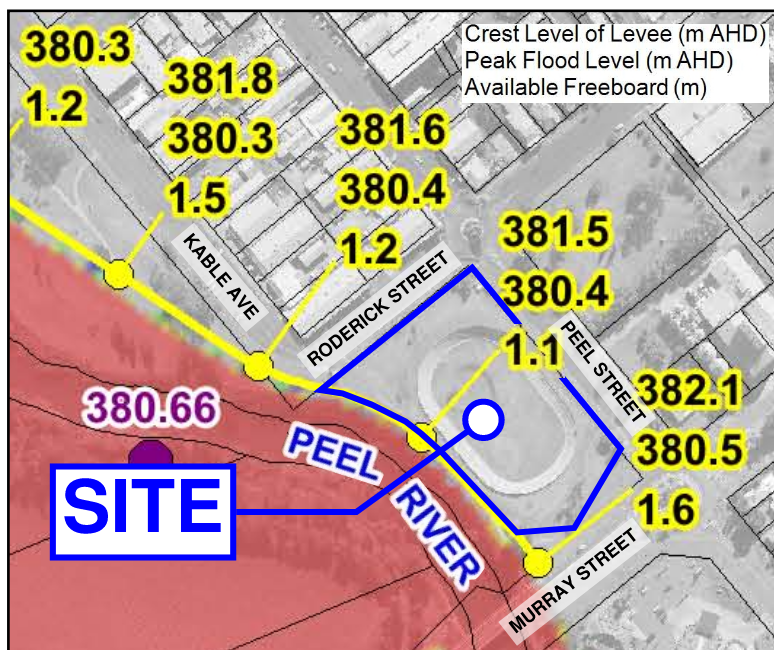 Crest Level of Levee (m AHD)
Peak Flood Level (m AHD)
Available Freeboard (m)
380.3
1.2
381.8
380.3
1.5
381.6
380.4
1.2
381.5
380.4
1.1
382.1
380.5
1.6
KABLE AVE
RODERICK STREET
PEEL STREET
MURRAY STREET
380.66
PEEL RIVER
SITE